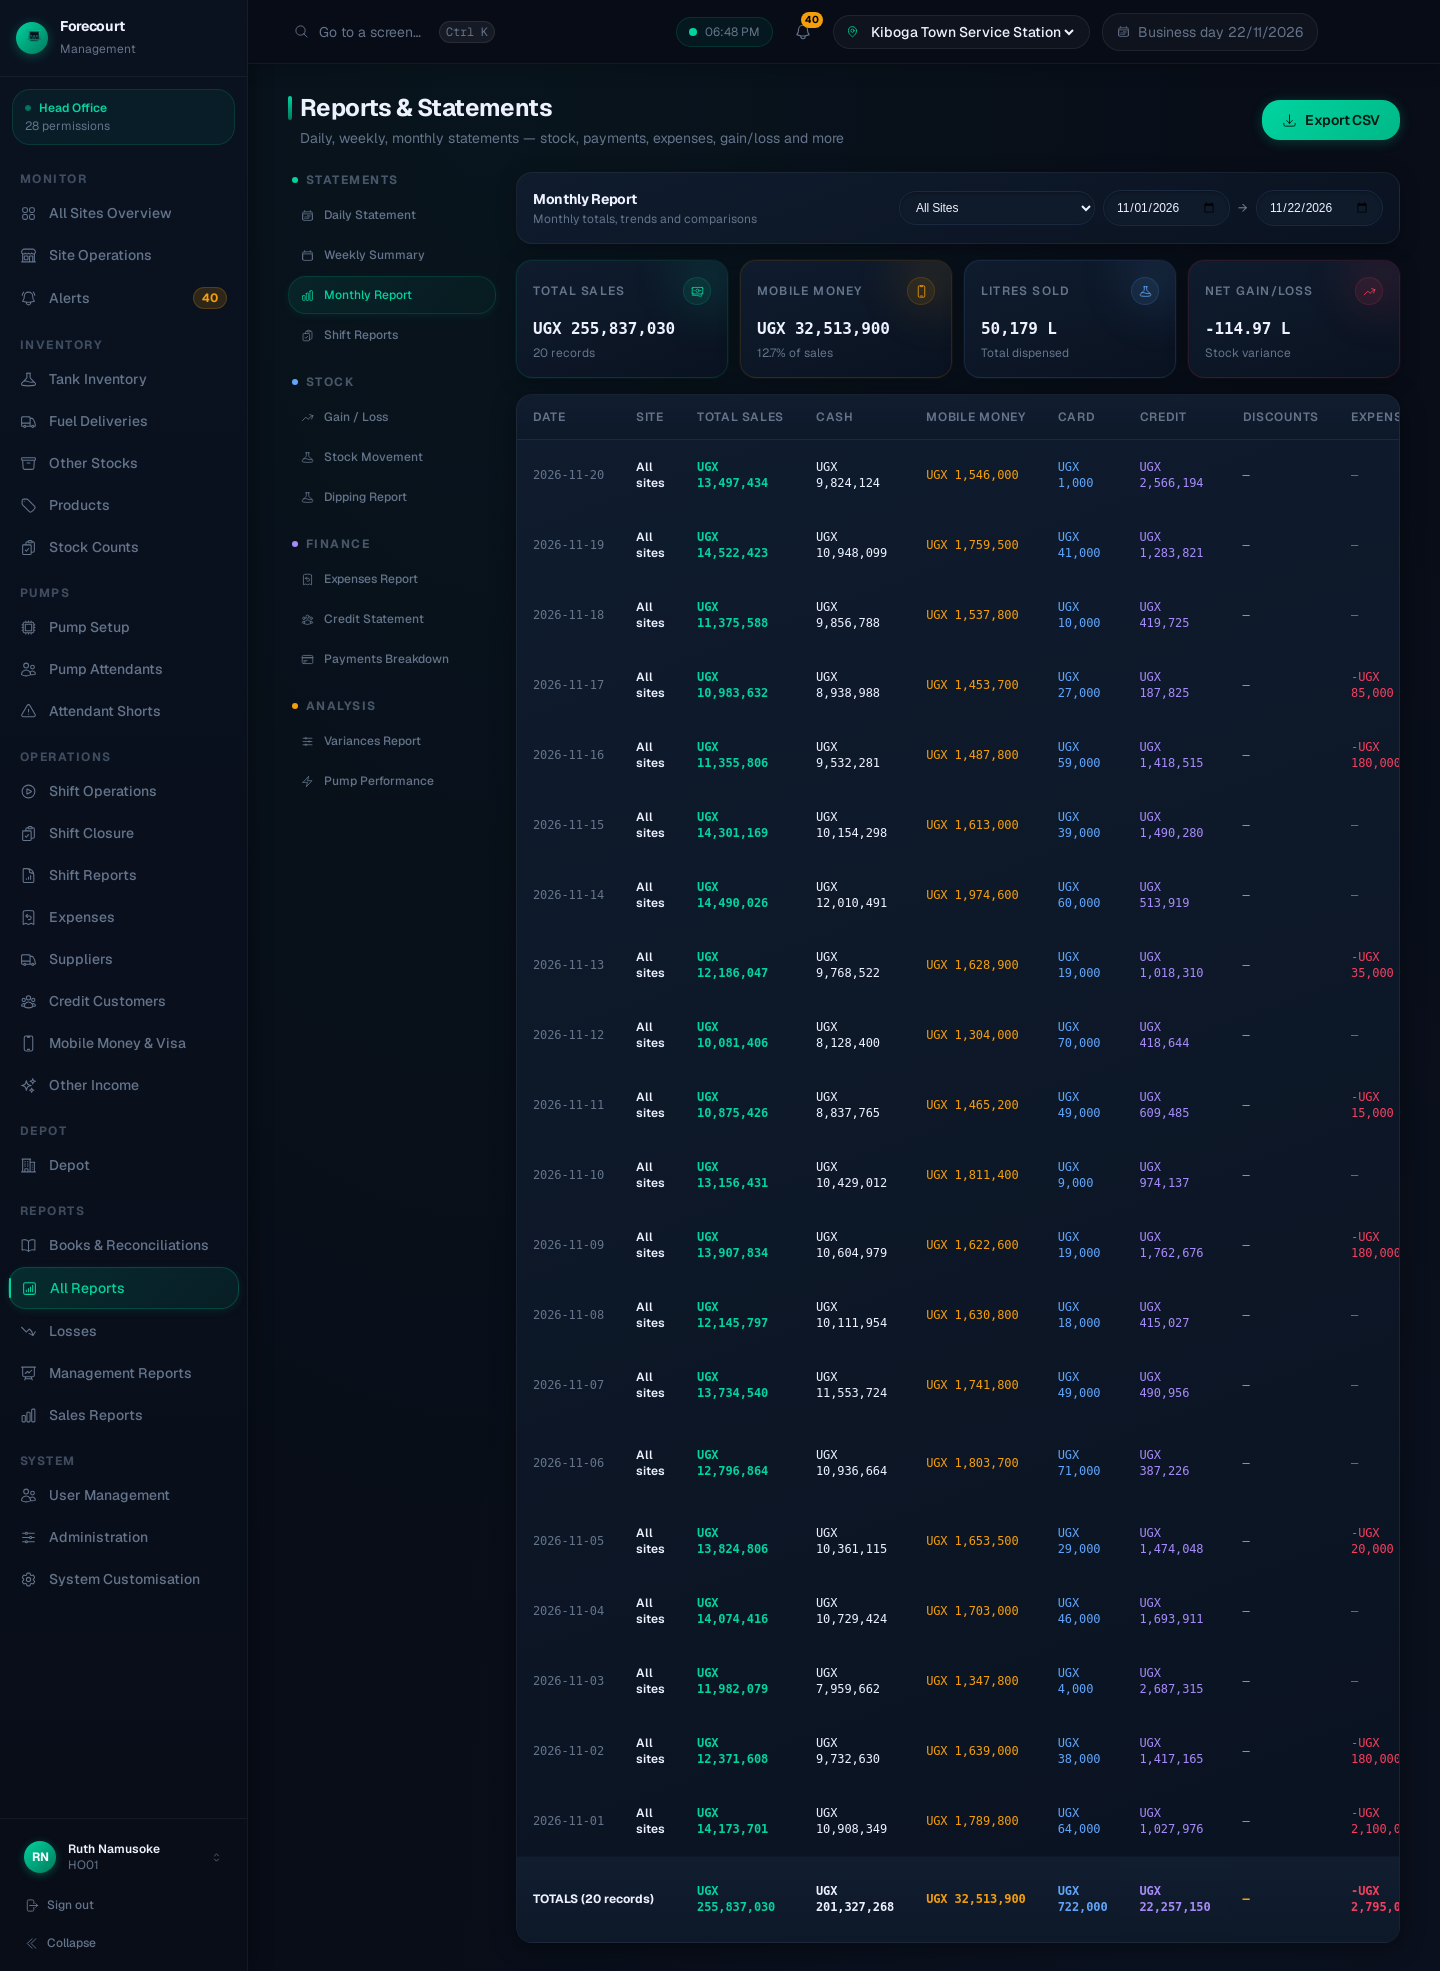 Forecourt
Management
Head Office
28 permissions
MONITOR
All Sites Overview
Site Operations
Alerts 40
INVENTORY
Tank Inventory
Fuel Deliveries
Other Stocks
Products
Stock Counts
PUMPS
Pump Setup
Pump Attendants
Attendant Shorts
OPERATIONS
Shift Operations
Shift Closure
Shift Reports
Expenses
Suppliers
Credit Customers
Mobile Money & Visa
Other Income
DEPOT
Depot
REPORTS
Books & Reconciliations
All Reports
Losses
Management Reports
Sales Reports
SYSTEM
User Management
Administration
System Customisation
RN Ruth Namusoke
HO01
Sign out
Collapse
Go to a screen... Ctrl K
06:48 PM
40
Kiboga Town Service Station
Business day 22/11/2026
Reports & Statements
Daily, weekly, monthly statements — stock, payments, expenses, gain/loss and more
Export CSV
STATEMENTS
Daily Statement
Weekly Summary
Monthly Report
Shift Reports
STOCK
Gain / Loss
Stock Movement
Dipping Report
FINANCE
Expenses Report
Credit Statement
Payments Breakdown
ANALYSIS
Variances Report
Pump Performance
Monthly Report
Monthly totals, trends and comparisons
All Sites 11/01/2026 → 11/22/2026
TOTAL SALES
UGX 255,837,030
20 records
MOBILE MONEY
UGX 32,513,900
12.7% of sales
LITRES SOLD
50,179 L
Total dispensed
NET GAIN/LOSS
-114.97 L
Stock variance
DATE SITE TOTAL SALES CASH MOBILE MONEY CARD CREDIT DISCOUNTS EXPENS
2026-11-20 All sites UGX 13,497,434 UGX 9,824,124 UGX 1,546,000 UGX 1,000 UGX 2,566,194 — —
2026-11-19 All sites UGX 14,522,423 UGX 10,948,099 UGX 1,759,500 UGX 41,000 UGX 1,283,821 — —
2026-11-18 All sites UGX 11,375,588 UGX 9,856,788 UGX 1,537,800 UGX 10,000 UGX 419,725 — —
2026-11-17 All sites UGX 10,983,632 UGX 8,938,988 UGX 1,453,700 UGX 27,000 UGX 187,825 — -UGX 85,000
2026-11-16 All sites UGX 11,355,806 UGX 9,532,281 UGX 1,487,800 UGX 59,000 UGX 1,418,515 — -UGX 180,000
2026-11-15 All sites UGX 14,301,169 UGX 10,154,298 UGX 1,613,000 UGX 39,000 UGX 1,490,280 — —
2026-11-14 All sites UGX 14,490,026 UGX 12,010,491 UGX 1,974,600 UGX 60,000 UGX 513,919 — —
2026-11-13 All sites UGX 12,186,047 UGX 9,768,522 UGX 1,628,900 UGX 19,000 UGX 1,018,310 — -UGX 35,000
2026-11-12 All sites UGX 10,081,406 UGX 8,128,400 UGX 1,304,000 UGX 70,000 UGX 418,644 — —
2026-11-11 All sites UGX 10,875,426 UGX 8,837,765 UGX 1,465,200 UGX 49,000 UGX 609,485 — -UGX 15,000
2026-11-10 All sites UGX 13,156,431 UGX 10,429,012 UGX 1,811,400 UGX 9,000 UGX 974,137 — —
2026-11-09 All sites UGX 13,907,834 UGX 10,604,979 UGX 1,622,600 UGX 19,000 UGX 1,762,676 — -UGX 180,000
2026-11-08 All sites UGX 12,145,797 UGX 10,111,954 UGX 1,630,800 UGX 18,000 UGX 415,027 — —
2026-11-07 All sites UGX 13,734,540 UGX 11,553,724 UGX 1,741,800 UGX 49,000 UGX 490,956 — —
2026-11-06 All sites UGX 12,796,864 UGX 10,936,664 UGX 1,803,700 UGX 71,000 UGX 387,226 — —
2026-11-05 All sites UGX 13,824,806 UGX 10,361,115 UGX 1,653,500 UGX 29,000 UGX 1,474,048 — -UGX 20,000
2026-11-04 All sites UGX 14,074,416 UGX 10,729,424 UGX 1,703,000 UGX 46,000 UGX 1,693,911 — —
2026-11-03 All sites UGX 11,982,079 UGX 7,959,662 UGX 1,347,800 UGX 4,000 UGX 2,687,315 — —
2026-11-02 All sites UGX 12,371,608 UGX 9,732,630 UGX 1,639,000 UGX 38,000 UGX 1,417,165 — -UGX 180,000
2026-11-01 All sites UGX 14,173,701 UGX 10,908,349 UGX 1,789,800 UGX 64,000 UGX 1,027,976 — -UGX 2,100,0
TOTALS (20 records) UGX 255,837,030 UGX 201,327,268 UGX 32,513,900 UGX 722,000 UGX 22,257,150 — -UGX 2,795,0